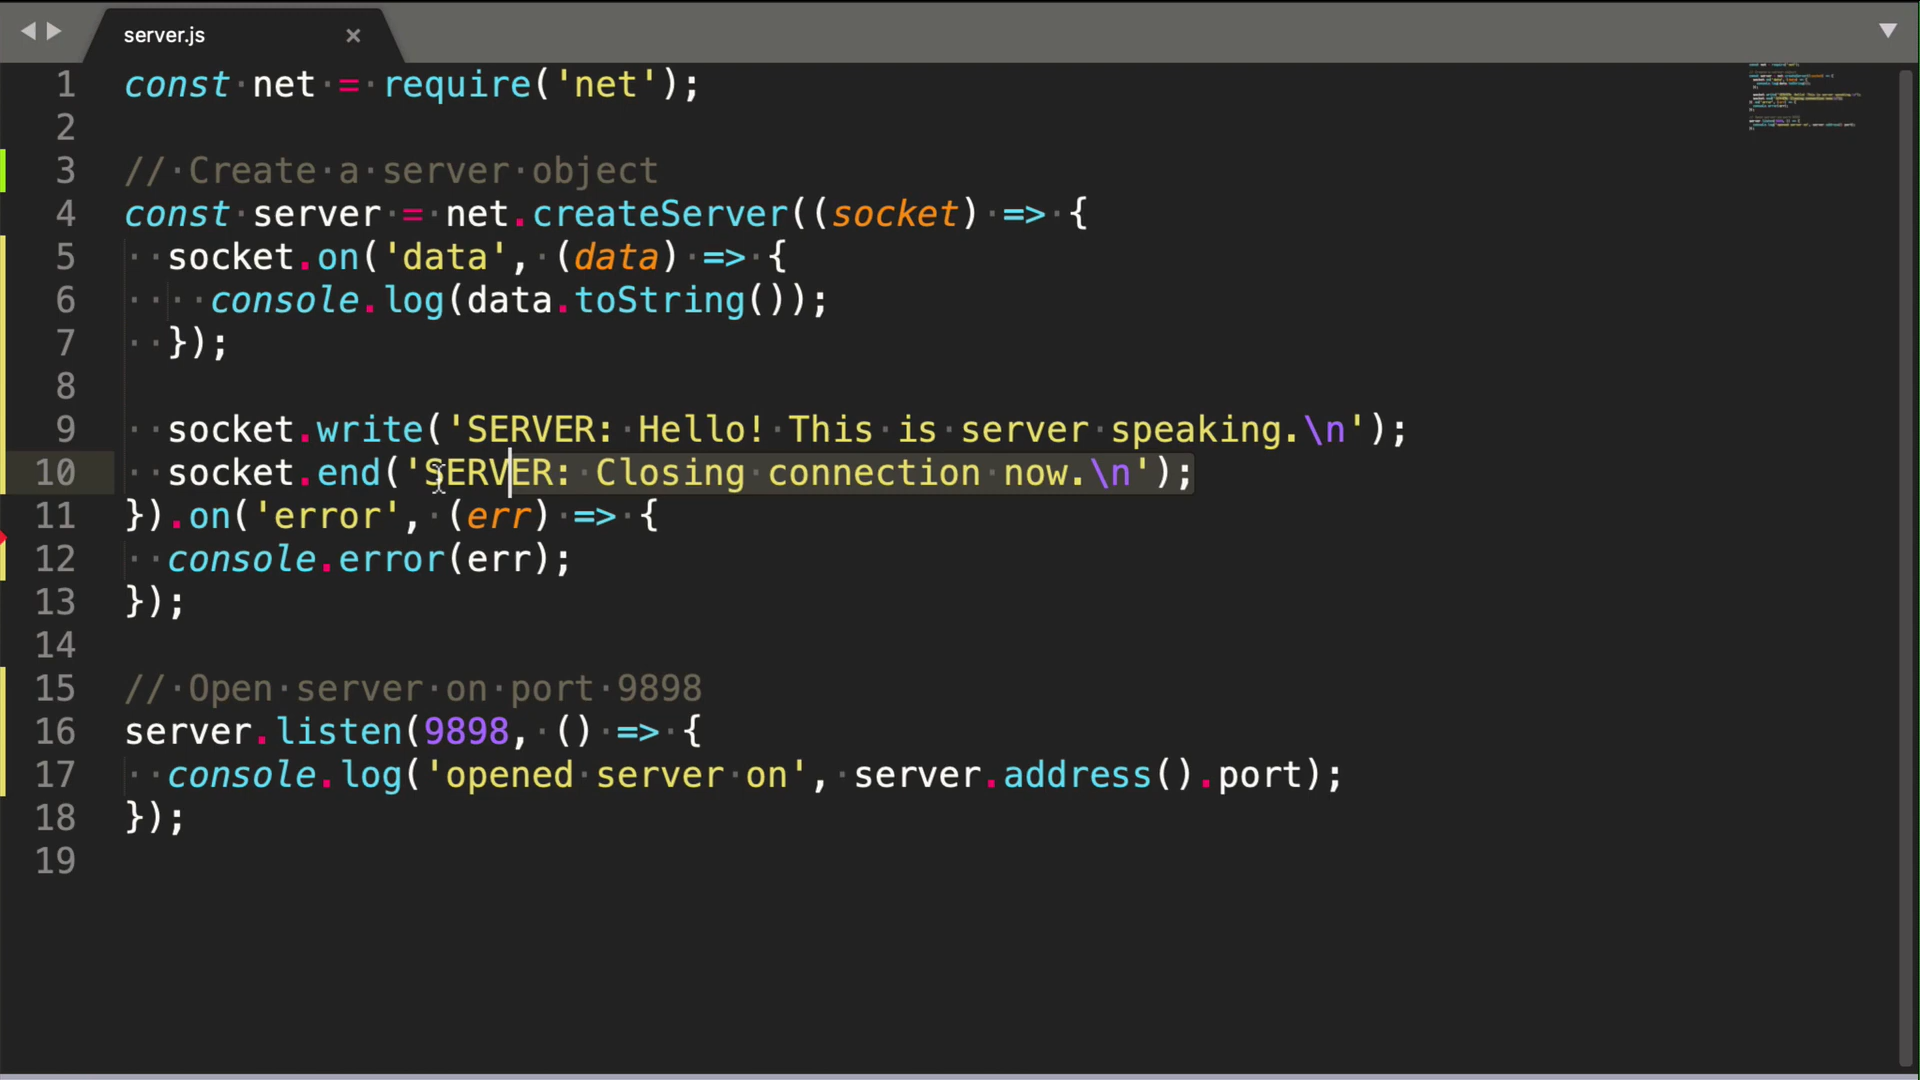 server.js
1 const net = require('net');
2
3 // Create a server object
4 const server = net.createServer((socket) => {
5   socket.on('data', (data) => {
6     console.log(data.toString());
7   });
8
9   socket.write('SERVER: Hello! This is server speaking.\n');
10   socket.end('SERVER: Closing connection now.\n');
11 }).on('error', (err) => {
12   console.error(err);
13 });
14
15 // Open server on port 9898
16 server.listen(9898, () => {
17   console.log('opened server on', server.address().port);
18 });
19